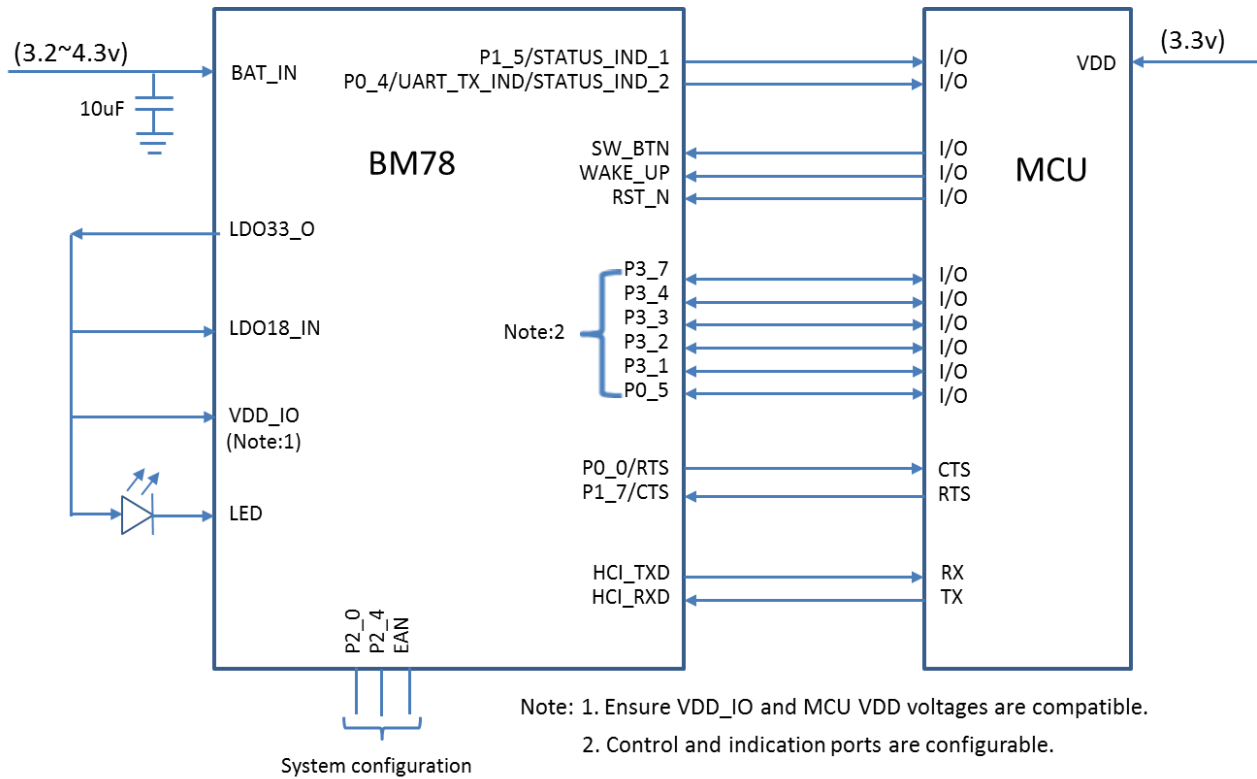 (3.2~4.3v)
BAT_IN
10uF
BM78
LDO33_O
LDO18_IN
VDD_IO
(Note:1)
LED
P1_5/STATUS_IND_1
P0_4/UART_TX_IND/STATUS_IND_2
SW_BTN
WAKE_UP
RST_N
Note:2
P3_7
P3_4
P3_3
P3_2
P3_1
P0_5
P0_0/RTS
P1_7/CTS
HCI_TXD
HCI_RXD
P2_0
P2_4
EAN
System configuration
I/O
I/O
I/O
I/O
I/O
I/O
I/O
I/O
I/O
I/O
I/O
CTS
RTS
RX
TX
MCU
VDD
(3.3v)
Note: 1. Ensure VDD_IO and MCU VDD voltages are compatible.
2. Control and indication ports are configurable.